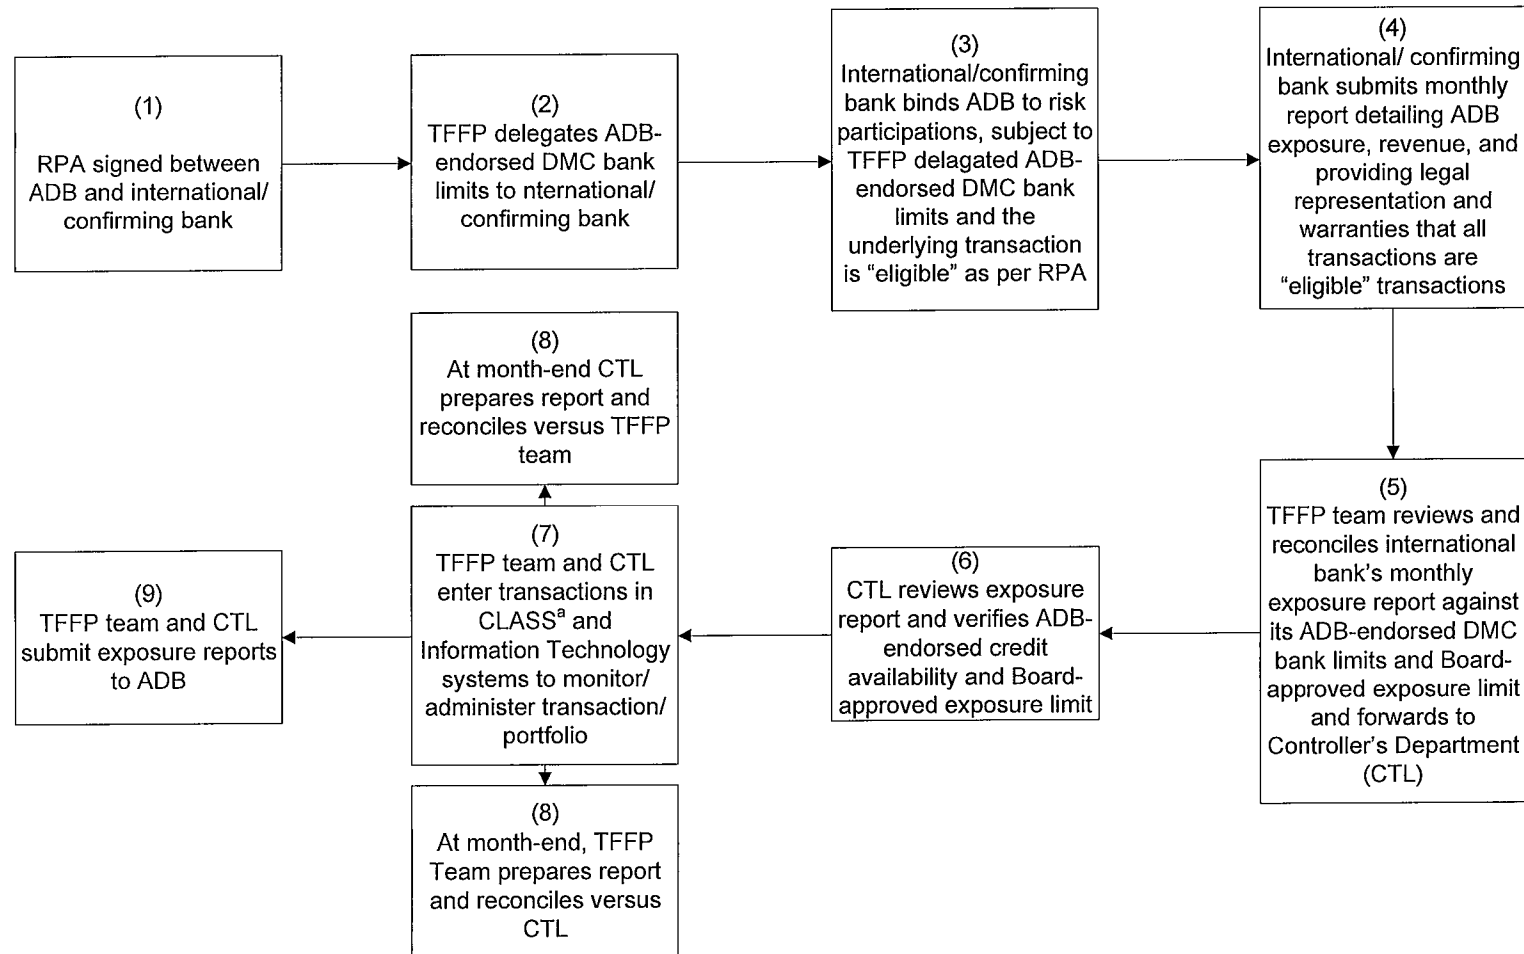 (1)
RPA signed between
ADB and international/
confirming bank
(2)
TFFP delegates ADB-
endorsed DMC bank
limits to nternational/
confirming bank
(3)
International/confirming
bank binds ADB to risk
participations, subject to
TFFP delagated ADB-
endorsed DMC bank
limits and the
underlying transaction
is “eligible” as per RPA
(4)
International/ confirming
bank submits monthly
report detailing ADB
exposure, revenue, and
providing legal
representation and
warranties that all
transactions are
“eligible” transactions
(5)
TFFP team reviews and
reconciles international
bank’s monthly
exposure report against
its ADB-endorsed DMC
bank limits and Board-
approved exposure limit
and forwards to
Controller’s Department
(CTL)
(6)
CTL reviews exposure
report and verifies ADB-
endorsed credit
availability and Board-
approved exposure limit
(7)
TFFP team and CTL
enter transactions in
CLASSa and
Information Technology
systems to monitor/
administer transaction/
portfolio
(8)
At month-end CTL
prepares report and
reconciles versus TFFP
team
(8)
At month-end, TFFP
Team prepares report
and reconciles versus
CTL
(9)
TFFP team and CTL
submit exposure reports
to ADB